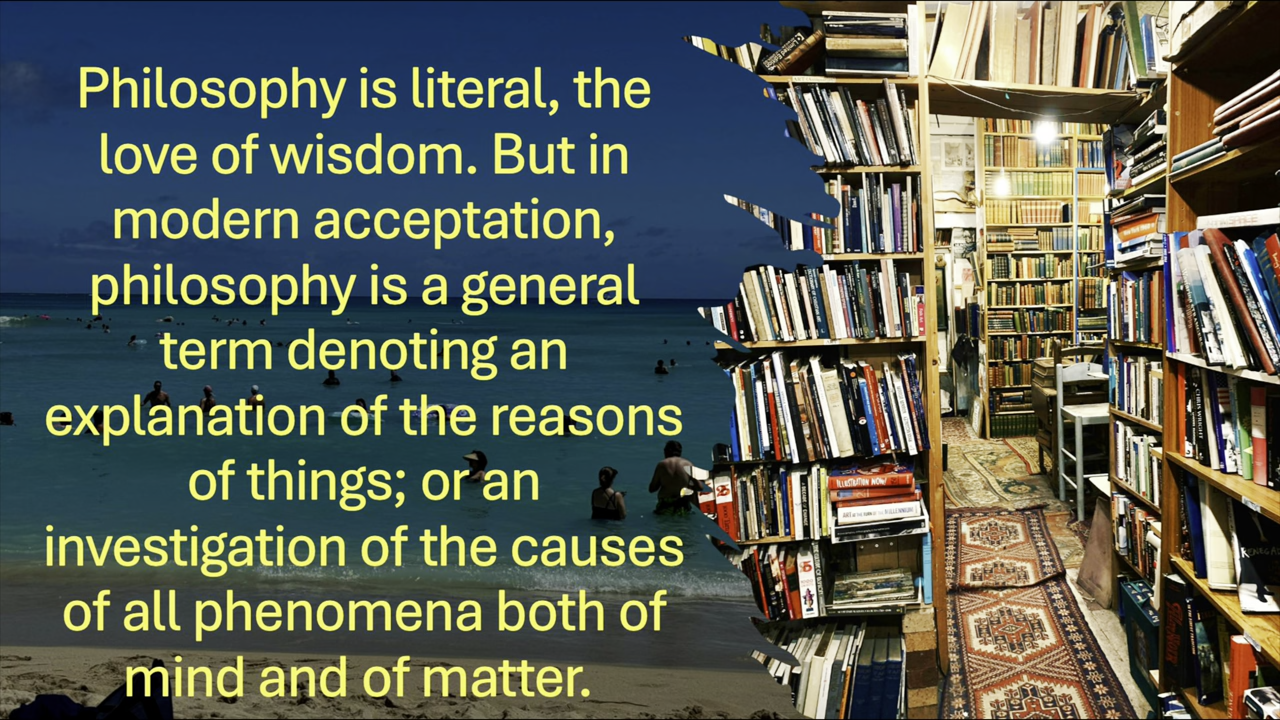 Philosophy is literal, the
love of wisdom. But in
modern acceptation,
philosophy is a general
term denoting an
explanation of the reasons
of things; or an
investigation of the causes
of all phenomena both of
mind and of matter.
ILLUSTRATION NOW!